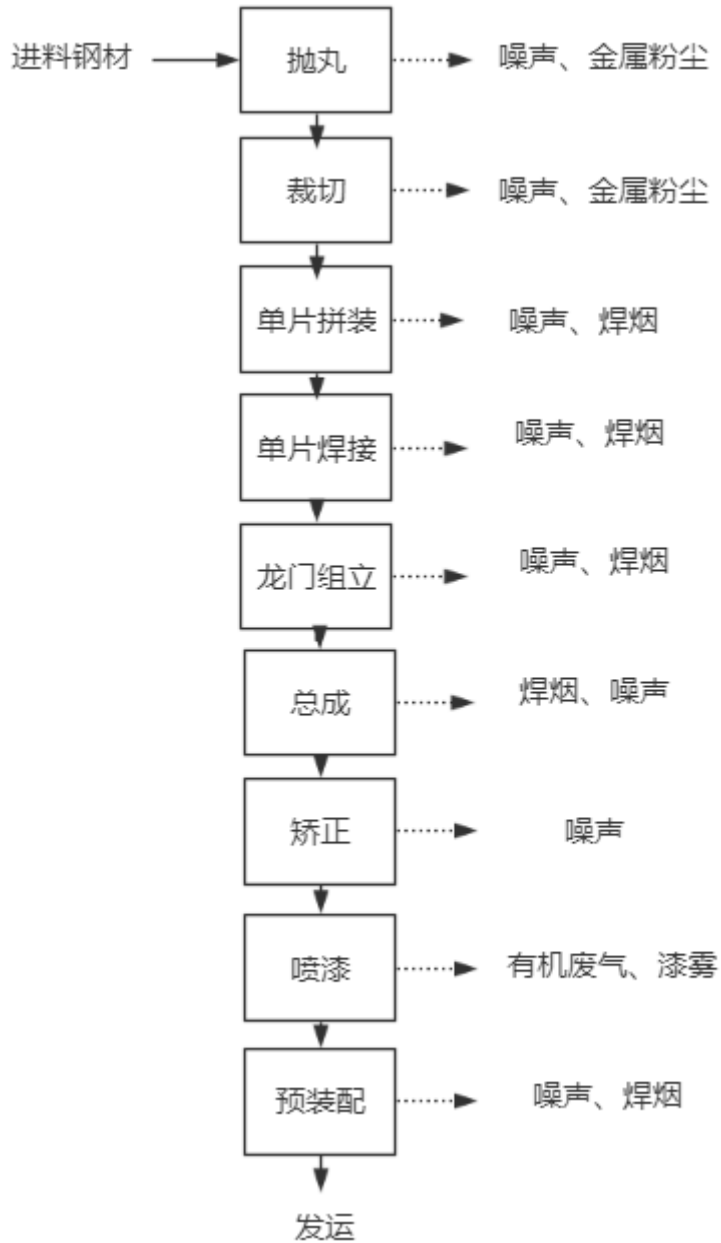 进料钢材
抛丸
噪声、金属粉尘
裁切
噪声、金属粉尘
单片拼装
噪声、焊烟
单片焊接
噪声、焊烟
龙门组立
噪声、焊烟
总成
焊烟、噪声
矫正
噪声
喷漆
有机废气、漆雾
预装配
噪声、焊烟
发运